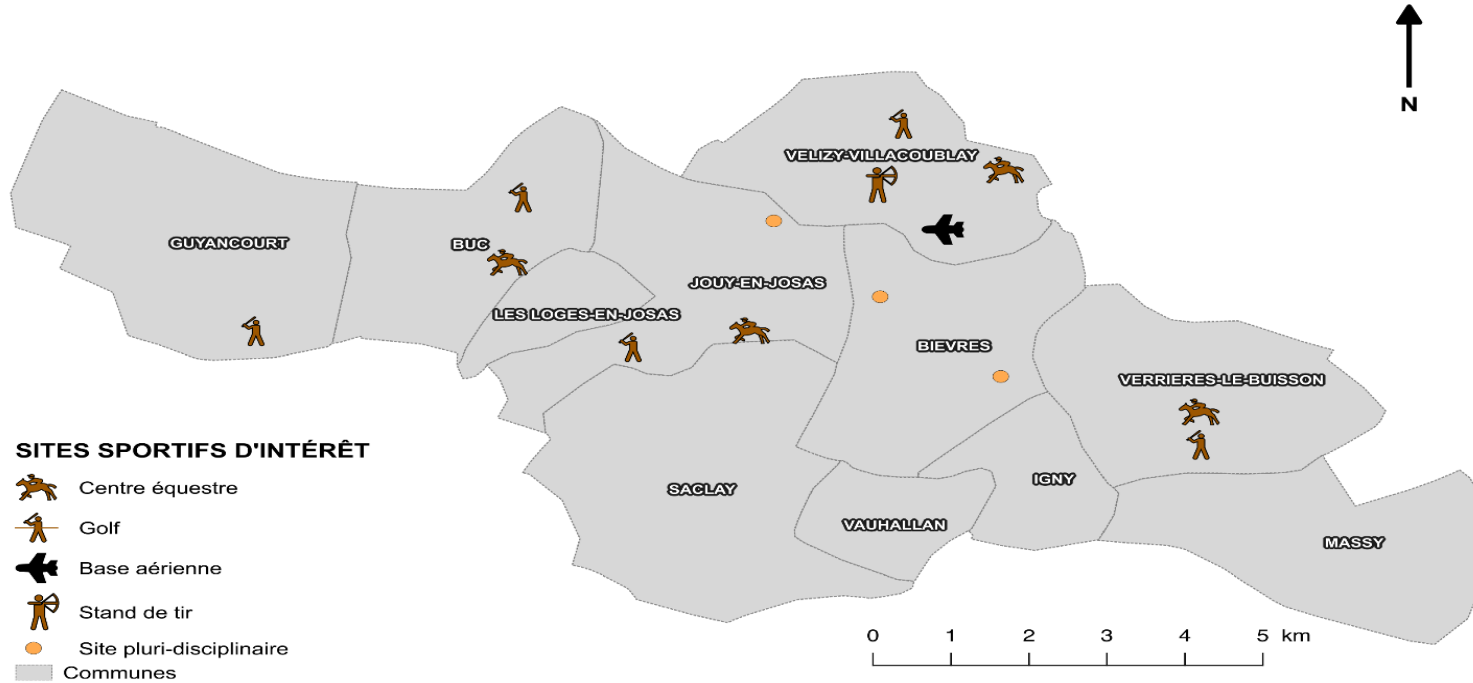 N
VELIZY-VILLACOUBLAY
GUYANCOURT
BUC
JOUY-EN-JOSAS
LES LOGES-EN-JOSAS
BIEVRES
VERRIERES-LE-BUISSON
SITES SPORTIFS D'INTÉRÊT
Centre équestre
Golf
Base aérienne
Stand de tir
Site pluri-disciplinaire
Communes
SACLAY
IGNY
VAUHALLAN
MASSY
0 1 2 3 4 5 km